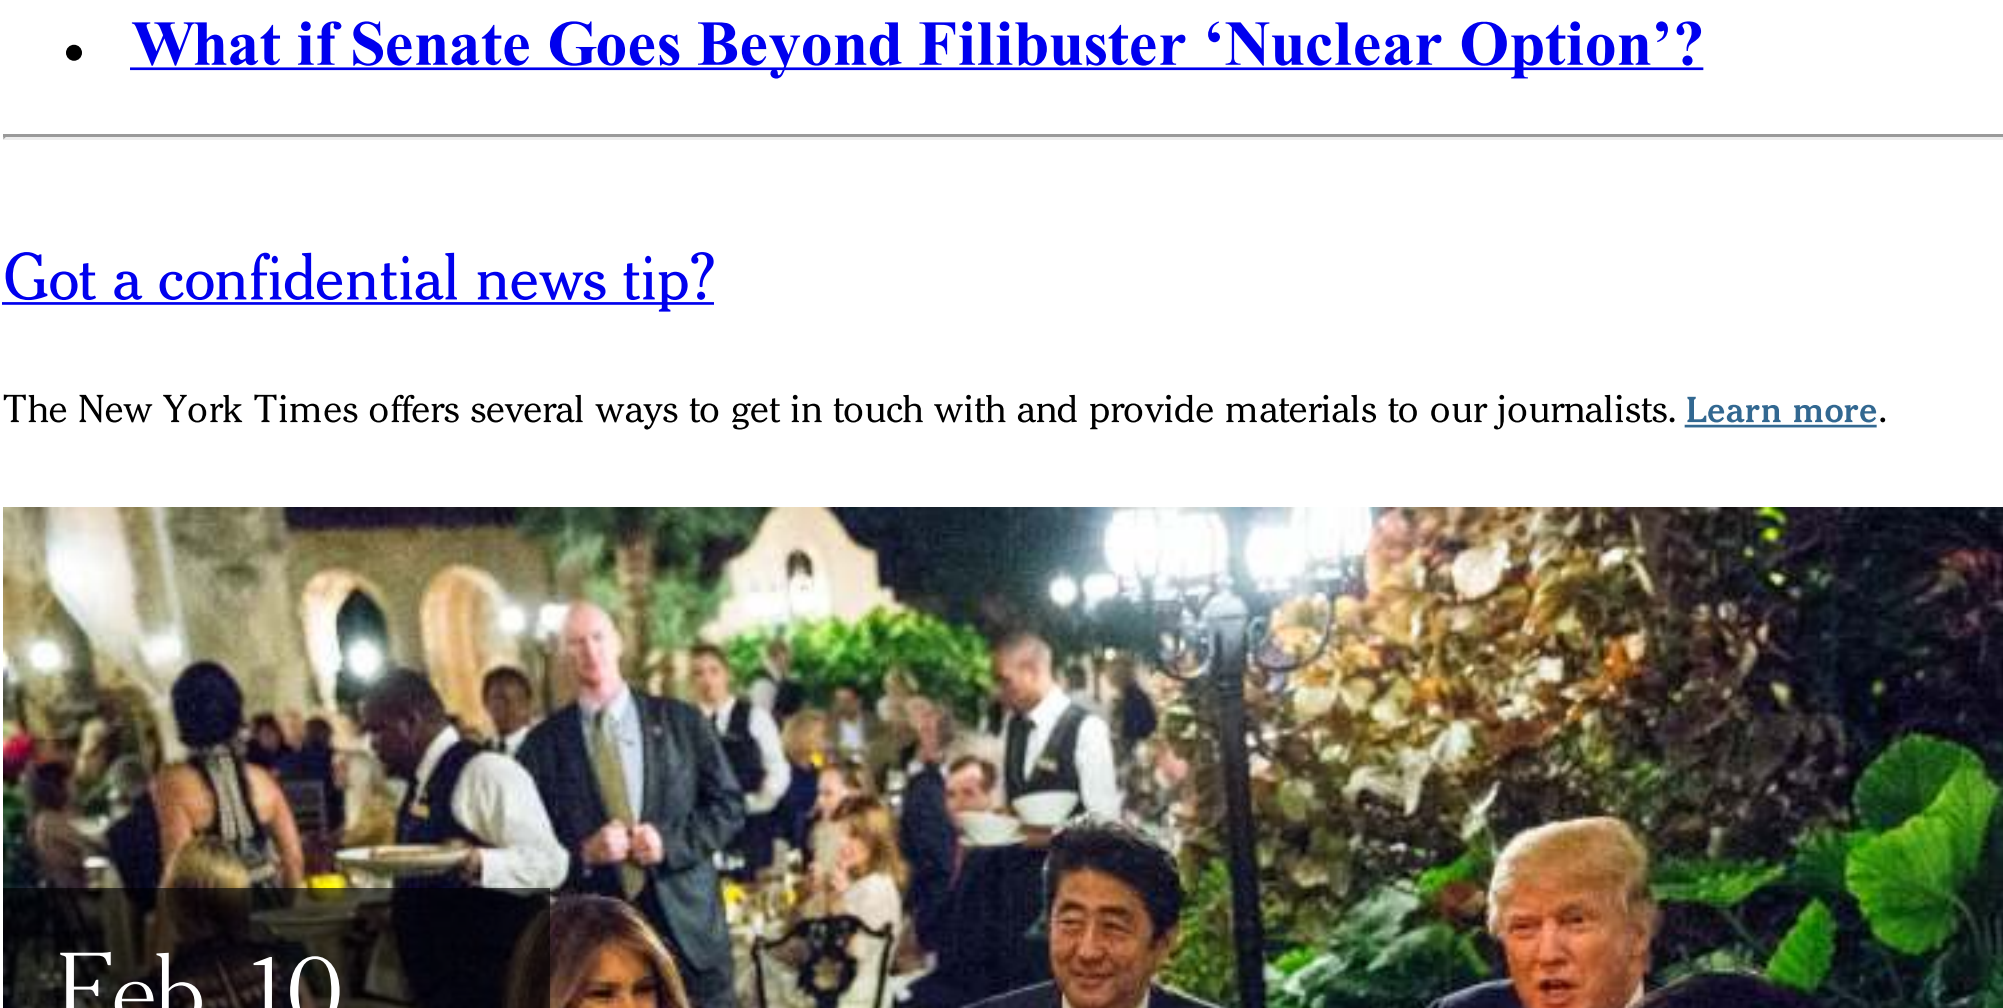 What if Senate Goes Beyond Filibuster ‘Nuclear Option’?
Got a confidential news tip?
The New York Times offers several ways to get in touch with and provide materials to our journalists. Learn more.
Feb. 10